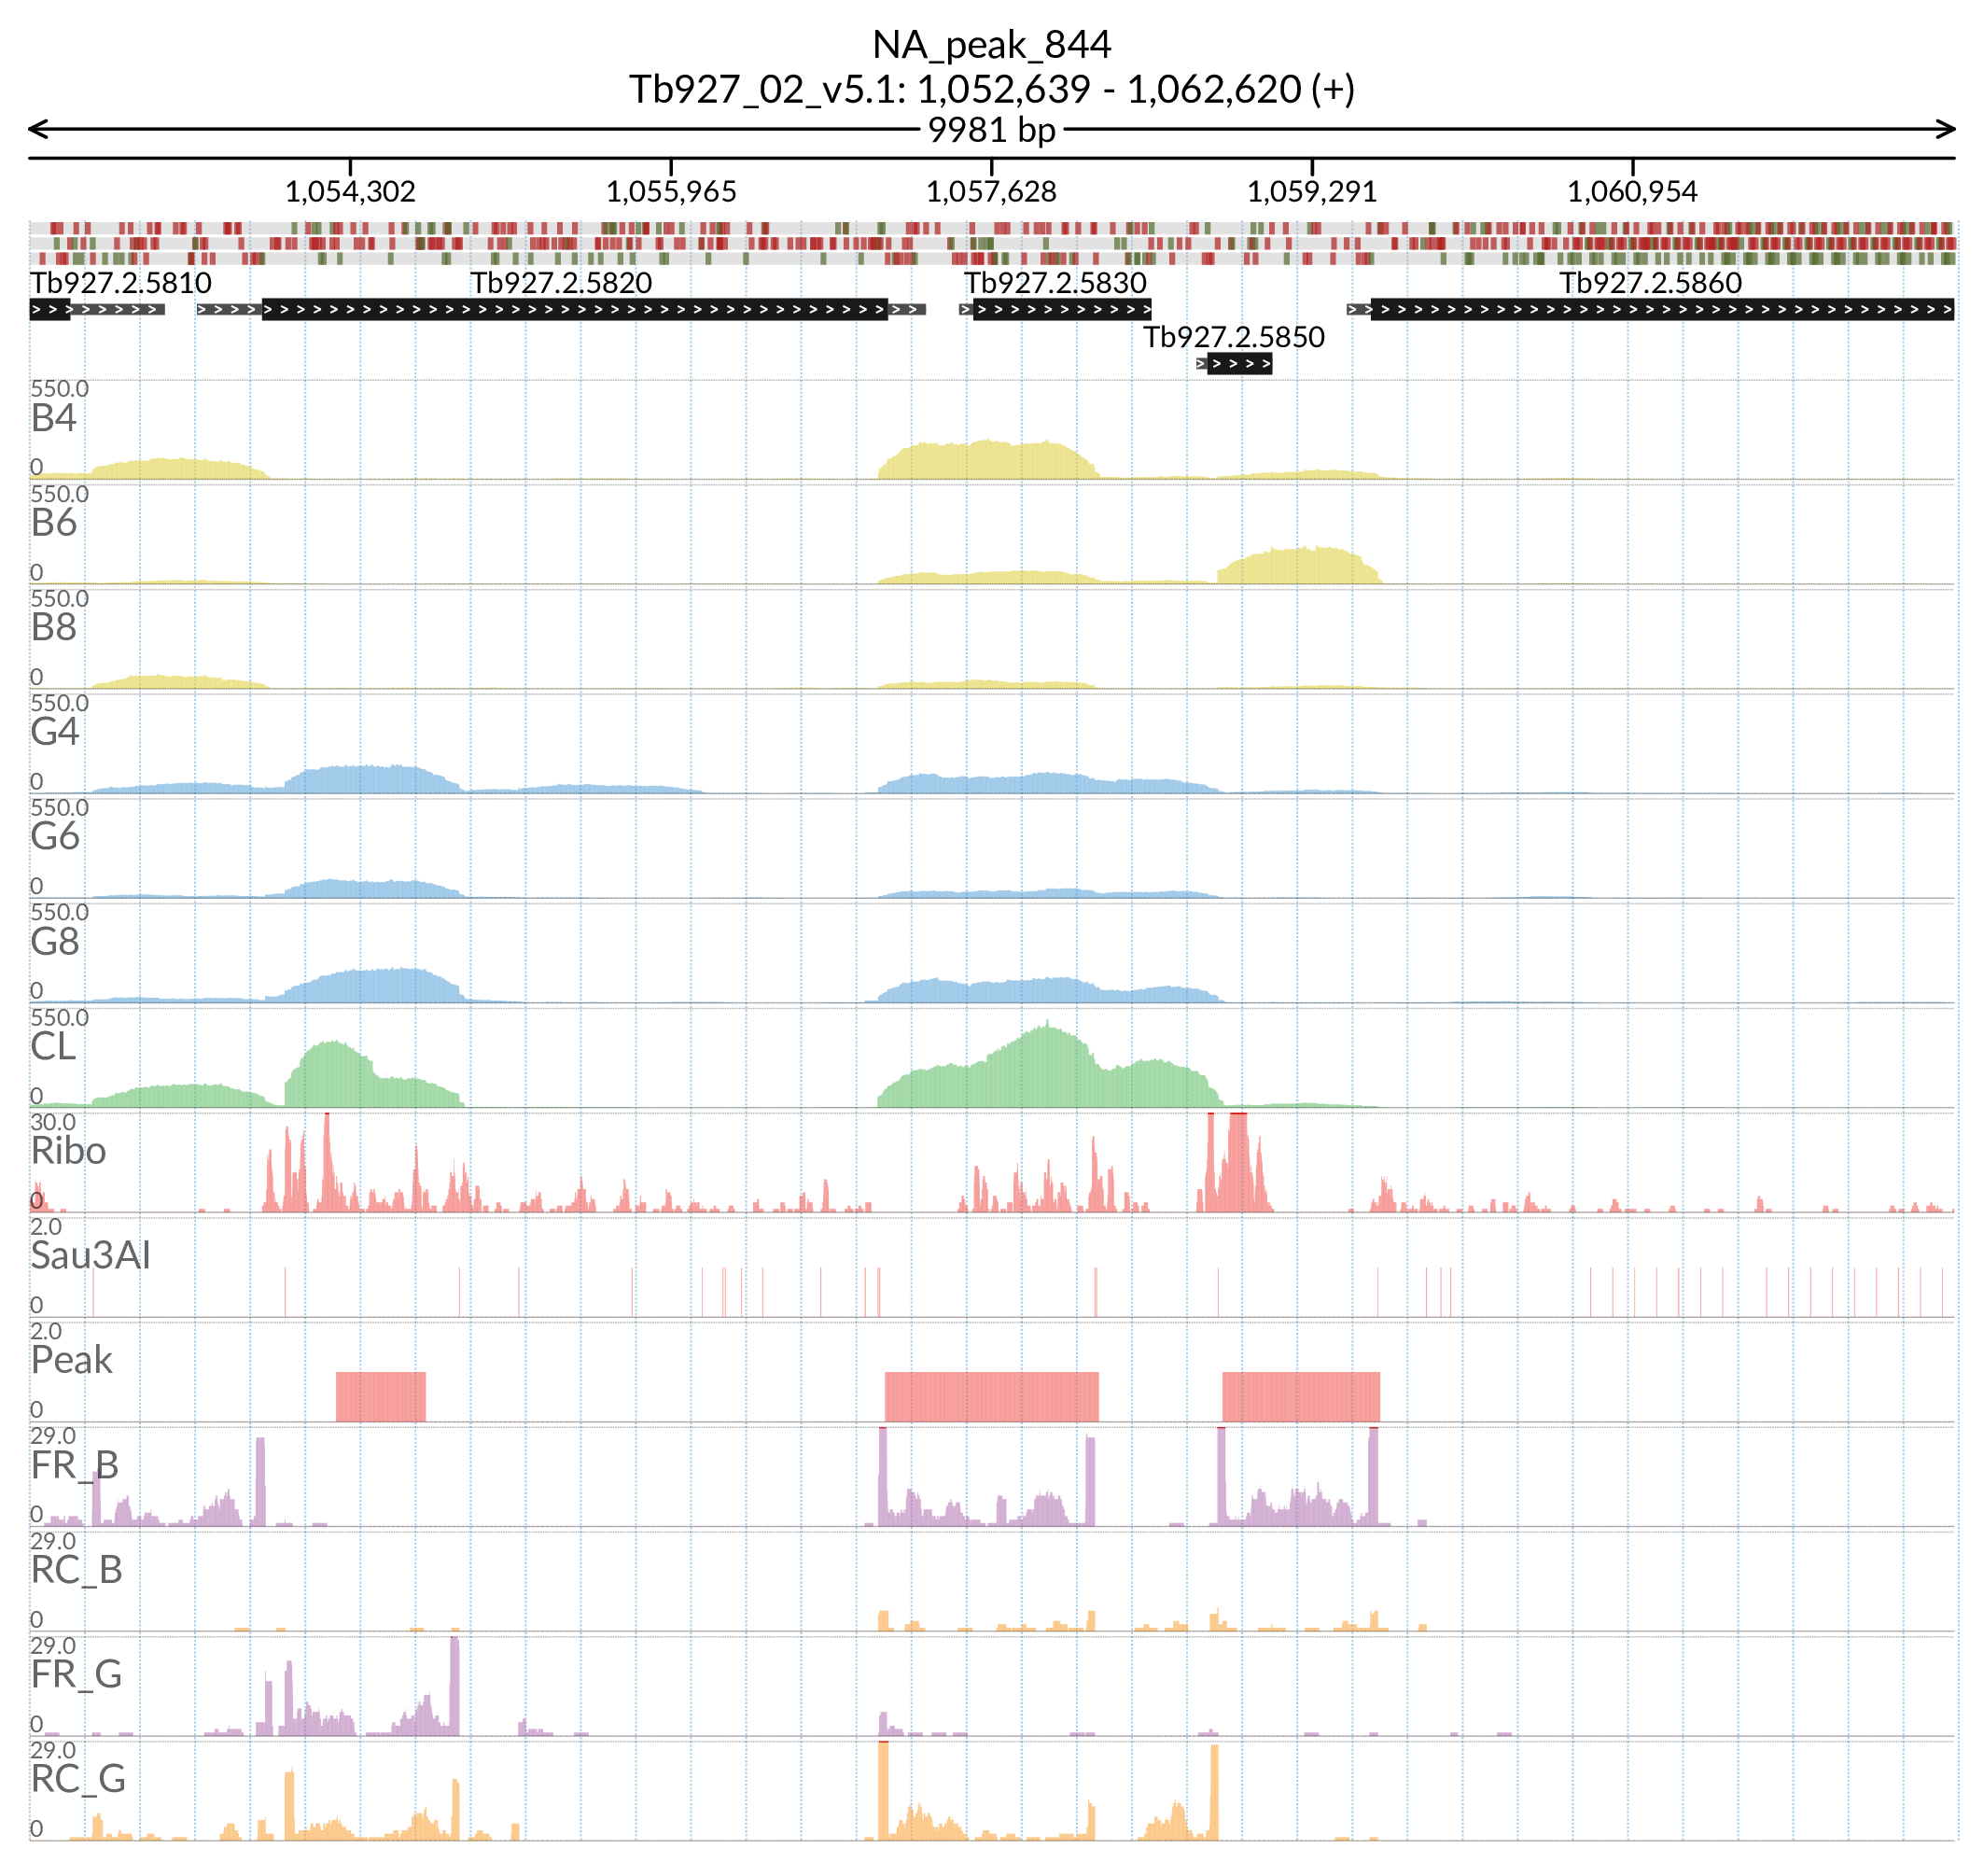 NA_peak_844
Tb927_02_v5.1: 1,052,639 - 1,062,620 (+)
9981 bp
1,054,302 1,055,965 1,057,628 1,059,291 1,060,954
Tb927.2.5810 Tb927.2.5820 Tb927.2.5830 Tb927.2.5860
Tb927.2.5850
550.0
B4
0
550.0
B6
0
550.0
B8
0
550.0
G4
0
550.0
G6
0
550.0
G8
0
550.0
CL
0
30.0
Ribo
0
2.0
Sau3AI
0
2.0
Peak
0
29.0
FR_B
0
29.0
RC_B
0
29.0
FR_G
0
29.0
RC_G
0